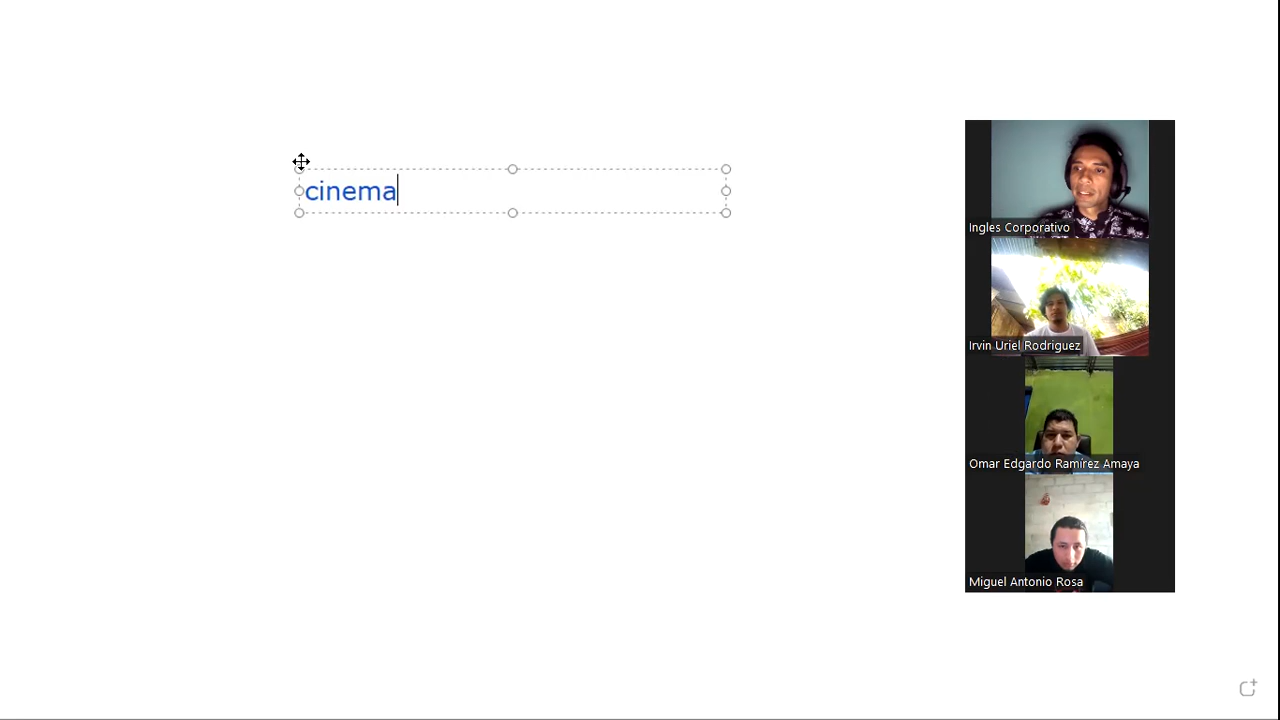 cinema
Ingles Corporativo
Irvin Uriel Rodriguez
Omar Edgardo Ramirez Amaya
Miguel Antonio Rosa